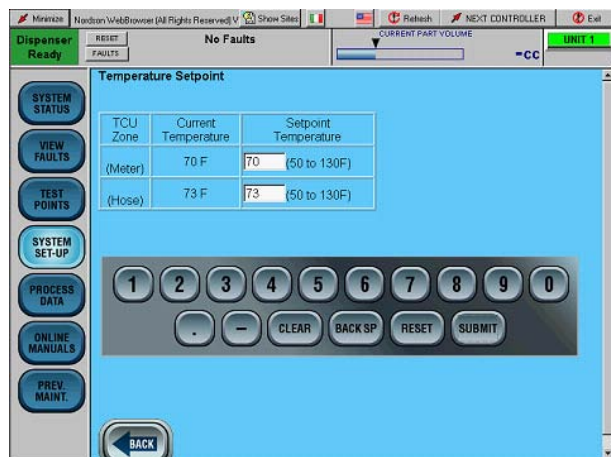 Minimize Nordson WebBrowser (All Rights Reserved) V Show Sites Refresh NEXT CONTROLLER Exit
Dispenser Ready
RESET
FAULTS
No Faults
CURRENT PART VOLUME
=CC
UNIT 1
Temperature Setpoint
SYSTEM STATUS
VIEW FAULTS
TEST POINTS
SYSTEM SET-UP
PROCESS DATA
ONLINE MANUALS
PREV. MAINT.
TCU Zone Current Temperature Setpoint Temperature
(Meter) 70 F 70 (50 to 130F)
(Hose) 73 F 73 (50 to 130F)
1 2 3 4 5 6 7 8 9 0
. – CLEAR BACK SP RESET SUBMIT
BACK